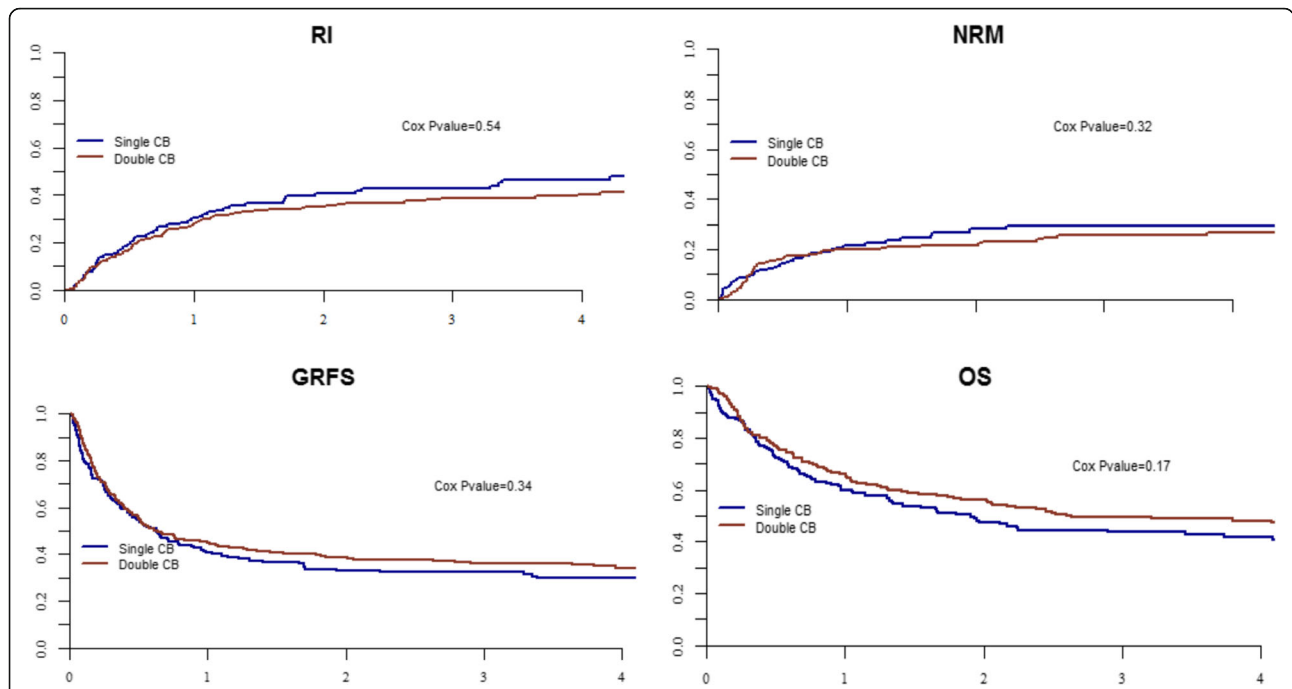 RI
1.0
0.8
0.6
0.4
0.2
0.0
Cox Pvalue=0.54
Single CB
Double CB
0 1 2 3 4
NRM
1.0
0.8
0.6
0.4
0.2
0.0
Cox Pvalue=0.32
Single CB
Double CB
GRFS
1.0
0.8
0.6
0.4
0.2
0.0
Cox Pvalue=0.34
Single CB
Double CB
0 1 2 3 4
OS
1.0
0.8
0.6
0.4
0.2
0.0
Cox Pvalue=0.17
Single CB
Double CB
0 1 2 3 4